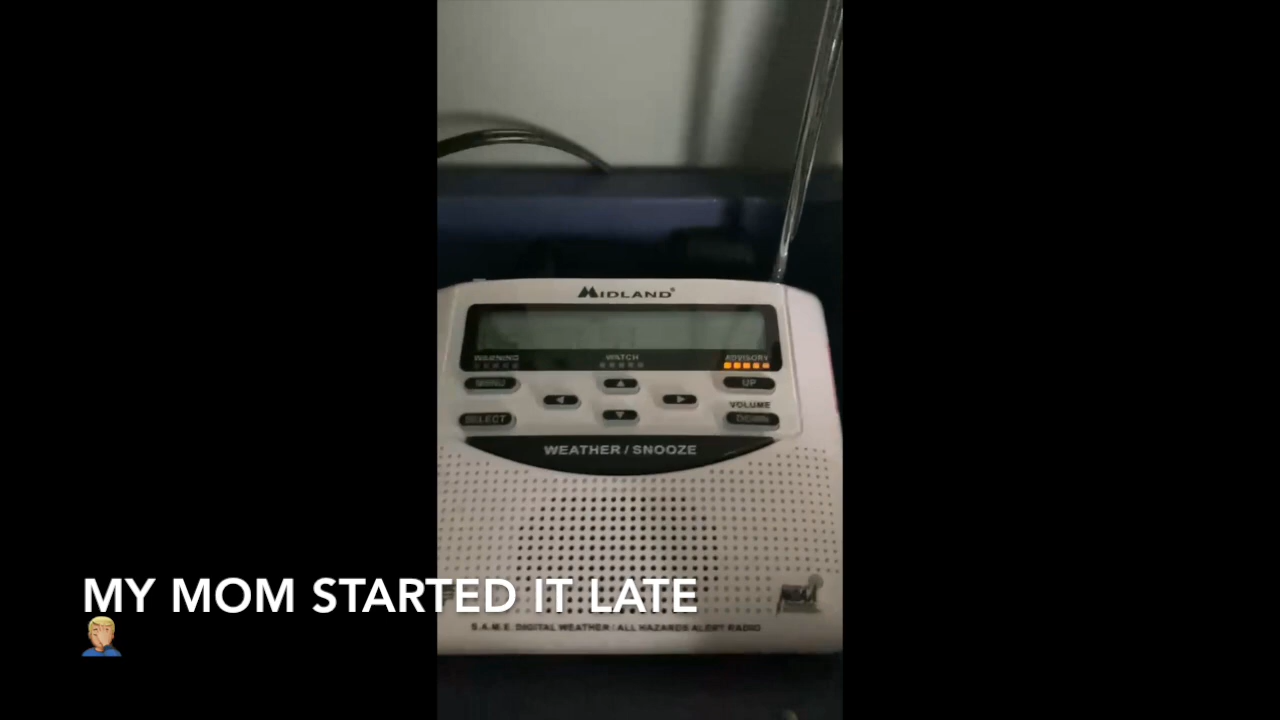 MIDLAND®
WARNING WATCH ADVISORY
MENU UP
VOLUME
SELECT DOWN
WEATHER / SNOOZE
MY MOM STARTED IT LATE
🤦🏼‍♂️
S.A.M.E. DIGITAL WEATHER / ALL HAZARDS ALERT RADIO